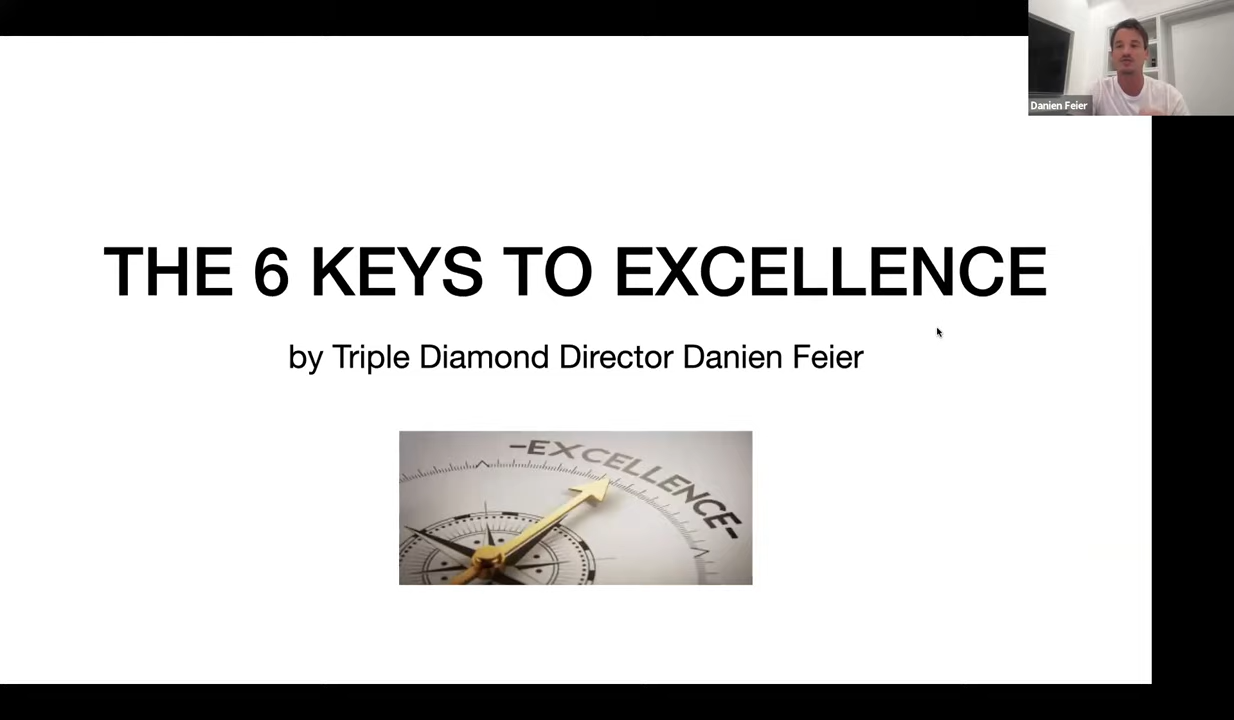 Danien Feier
THE 6 KEYS TO EXCELLENCE
by Triple Diamond Director Danien Feier
-EXCELLENCE-